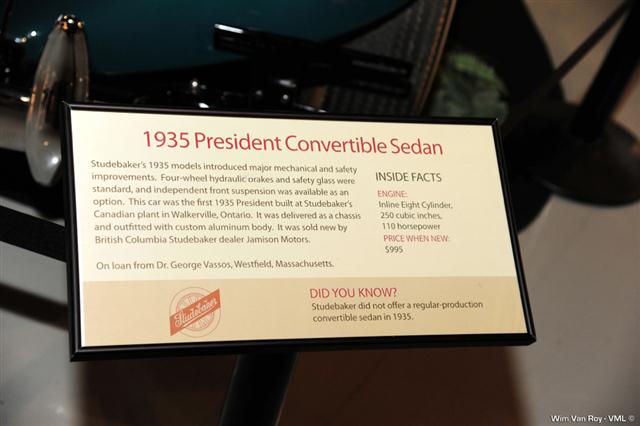 1935 President Convertible Sedan
Studebaker's 1935 models introduced major mechanical and safety
improvements. Four-wheel hydraulic brakes and safety glass were
standard, and independent front suspension was available as an
option. This car was the first 1935 President built at Studebaker's
Canadian plant in Walkerville, Ontario. It was delivered as a chassis
and outfitted with custom aluminum body. It was sold new by
British Columbia Studebaker dealer Jamison Motors.
On loan from Dr. George Vassos, Westfield, Massachusetts.
INSIDE FACTS
ENGINE:
Inline Eight Cylinder,
250 cubic inches,
110 horsepower
PRICE WHEN NEW:
$995
Studebaker
DID YOU KNOW?
Studebaker did not offer a regular-production
convertible sedan in 1935.
Wim Van Roy - VML ©